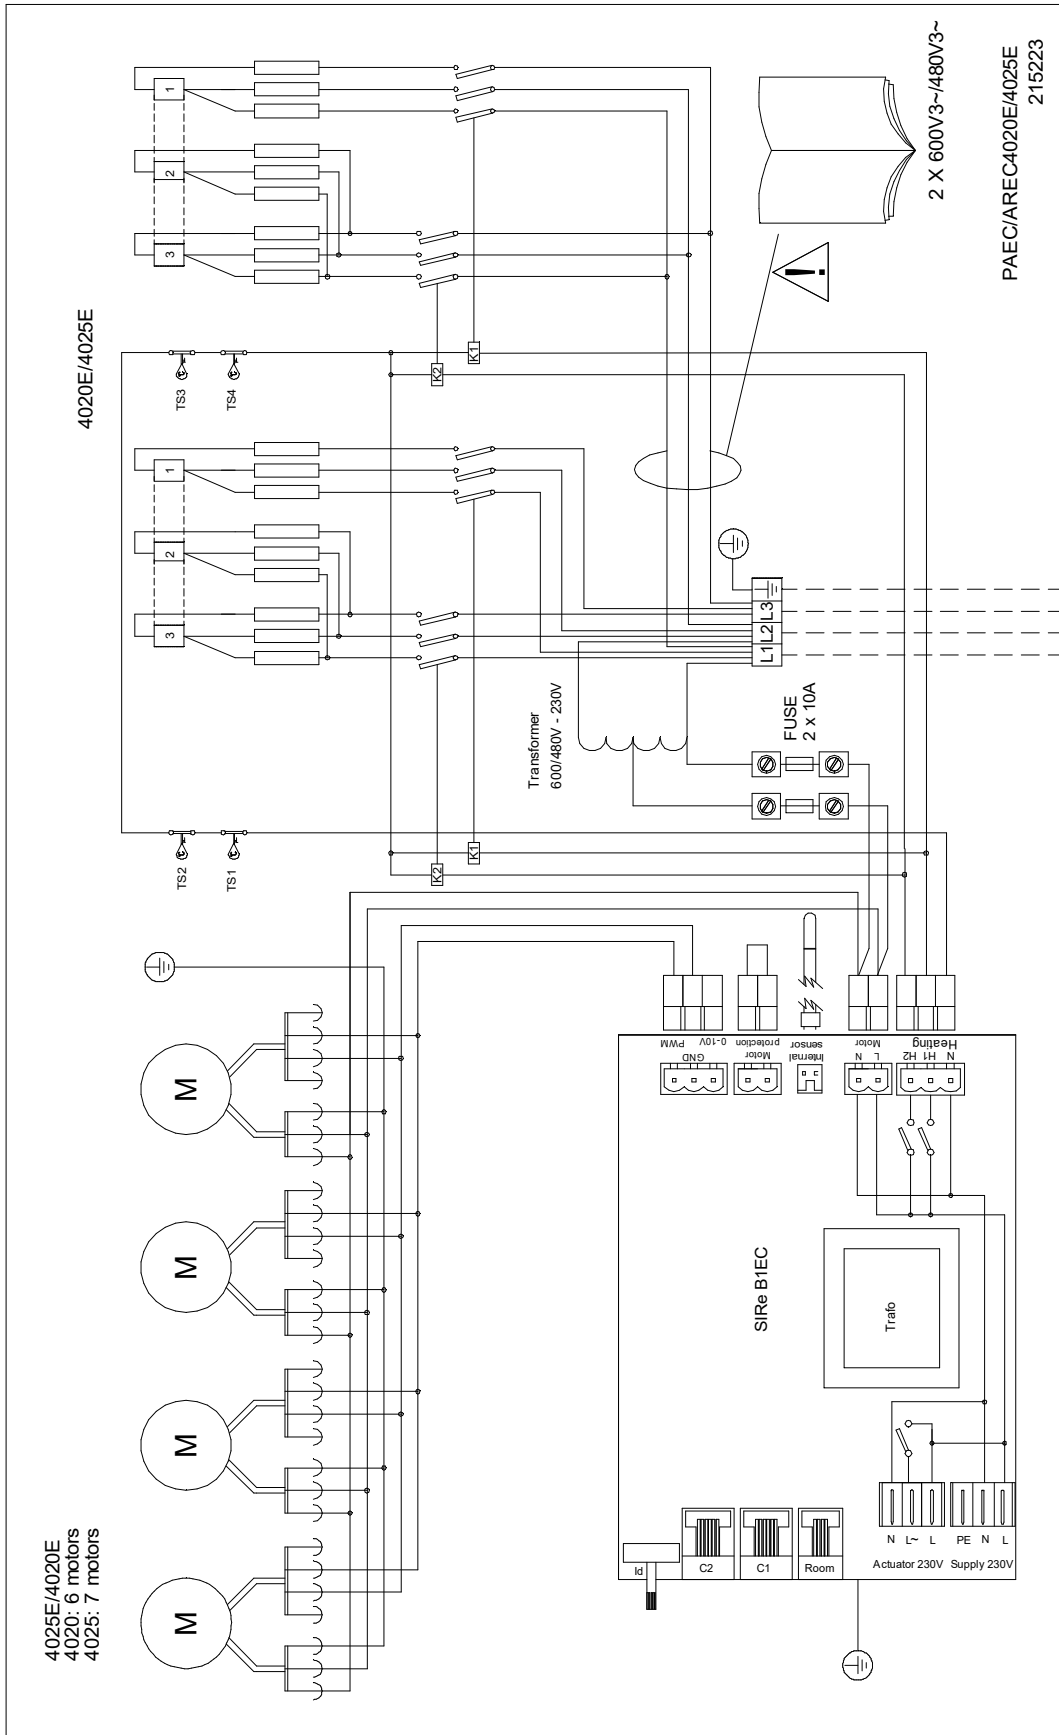 4025E/4020E
4020: 6 motors
4025: 7 motors
M
M
M
M
TS2
TS1
4020E/4025E
TS3
TS4
3
2
1
3
2
1
K2
K1
K2
K1
Transformer
600/480V - 230V
FUSE
2 x 10A
L1
L2
L3
2 X 600V3~/480V3~
PAEC/AREC4020E/4025E
215223
SIRe B1EC
Trafo
PWM
GND
0-10V
Motor
protection
Internal
sensor
Motor
N
L
Heating
H2
H1
N
Id
C2
C1
Room
N
L~
L
Actuator 230V
PE
N
L
Supply 230V